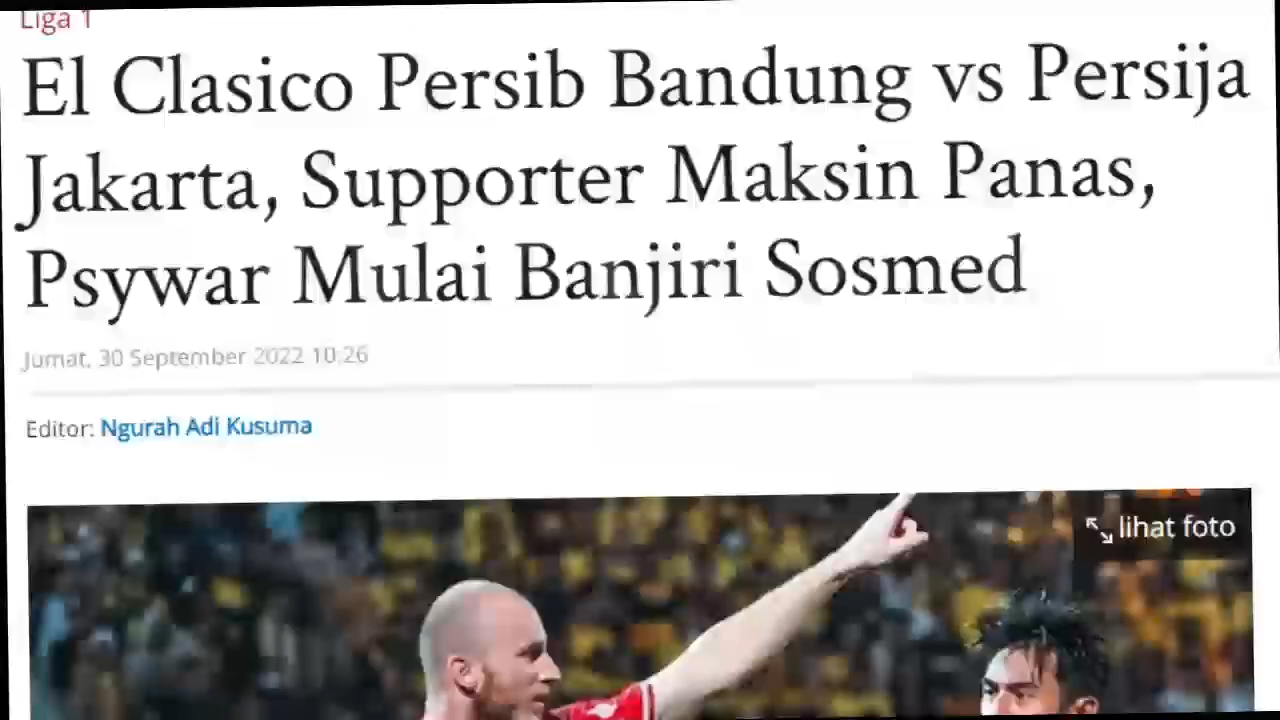 Liga 1
El Clasico Persib Bandung vs Persija
Jakarta, Supporter Maksin Panas,
Psywar Mulai Banjiri Sosmed
Jumat, 30 September 2022 10:26
Editor: Ngurah Adi Kusuma
lihat foto